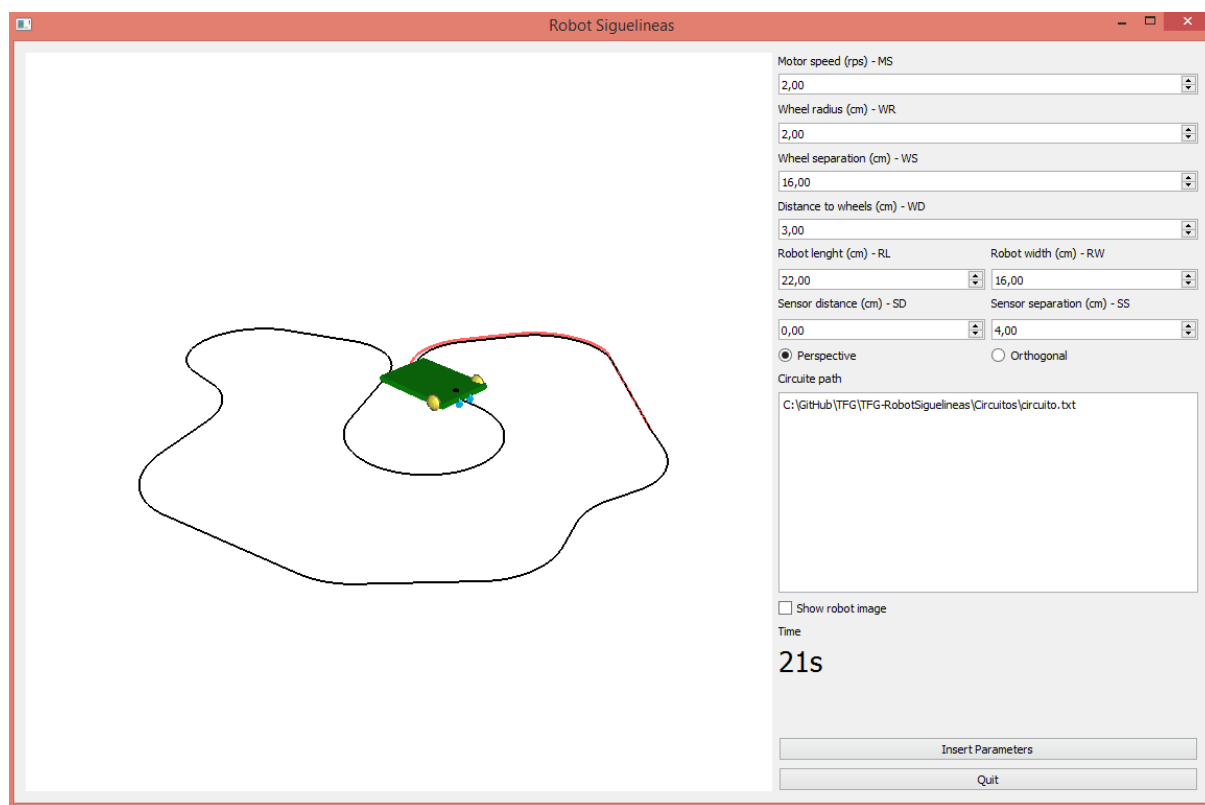 Robot Siguelineas
Motor speed (rps) - MS
2,00
Wheel radius (cm) - WR
2,00
Wheel separation (cm) - WS
16,00
Distance to wheels (cm) - WD
3,00
Robot lenght (cm) - RL Robot width (cm) - RW
22,00 16,00
Sensor distance (cm) - SD Sensor separation (cm) - SS
0,00 4,00
Perspective Orthogonal
Circuite path
C:\GitHub\TFG\TFG-RobotSiguelineas\Circuitos\circuito.txt
Show robot image
Time
21s
Insert Parameters
Quit